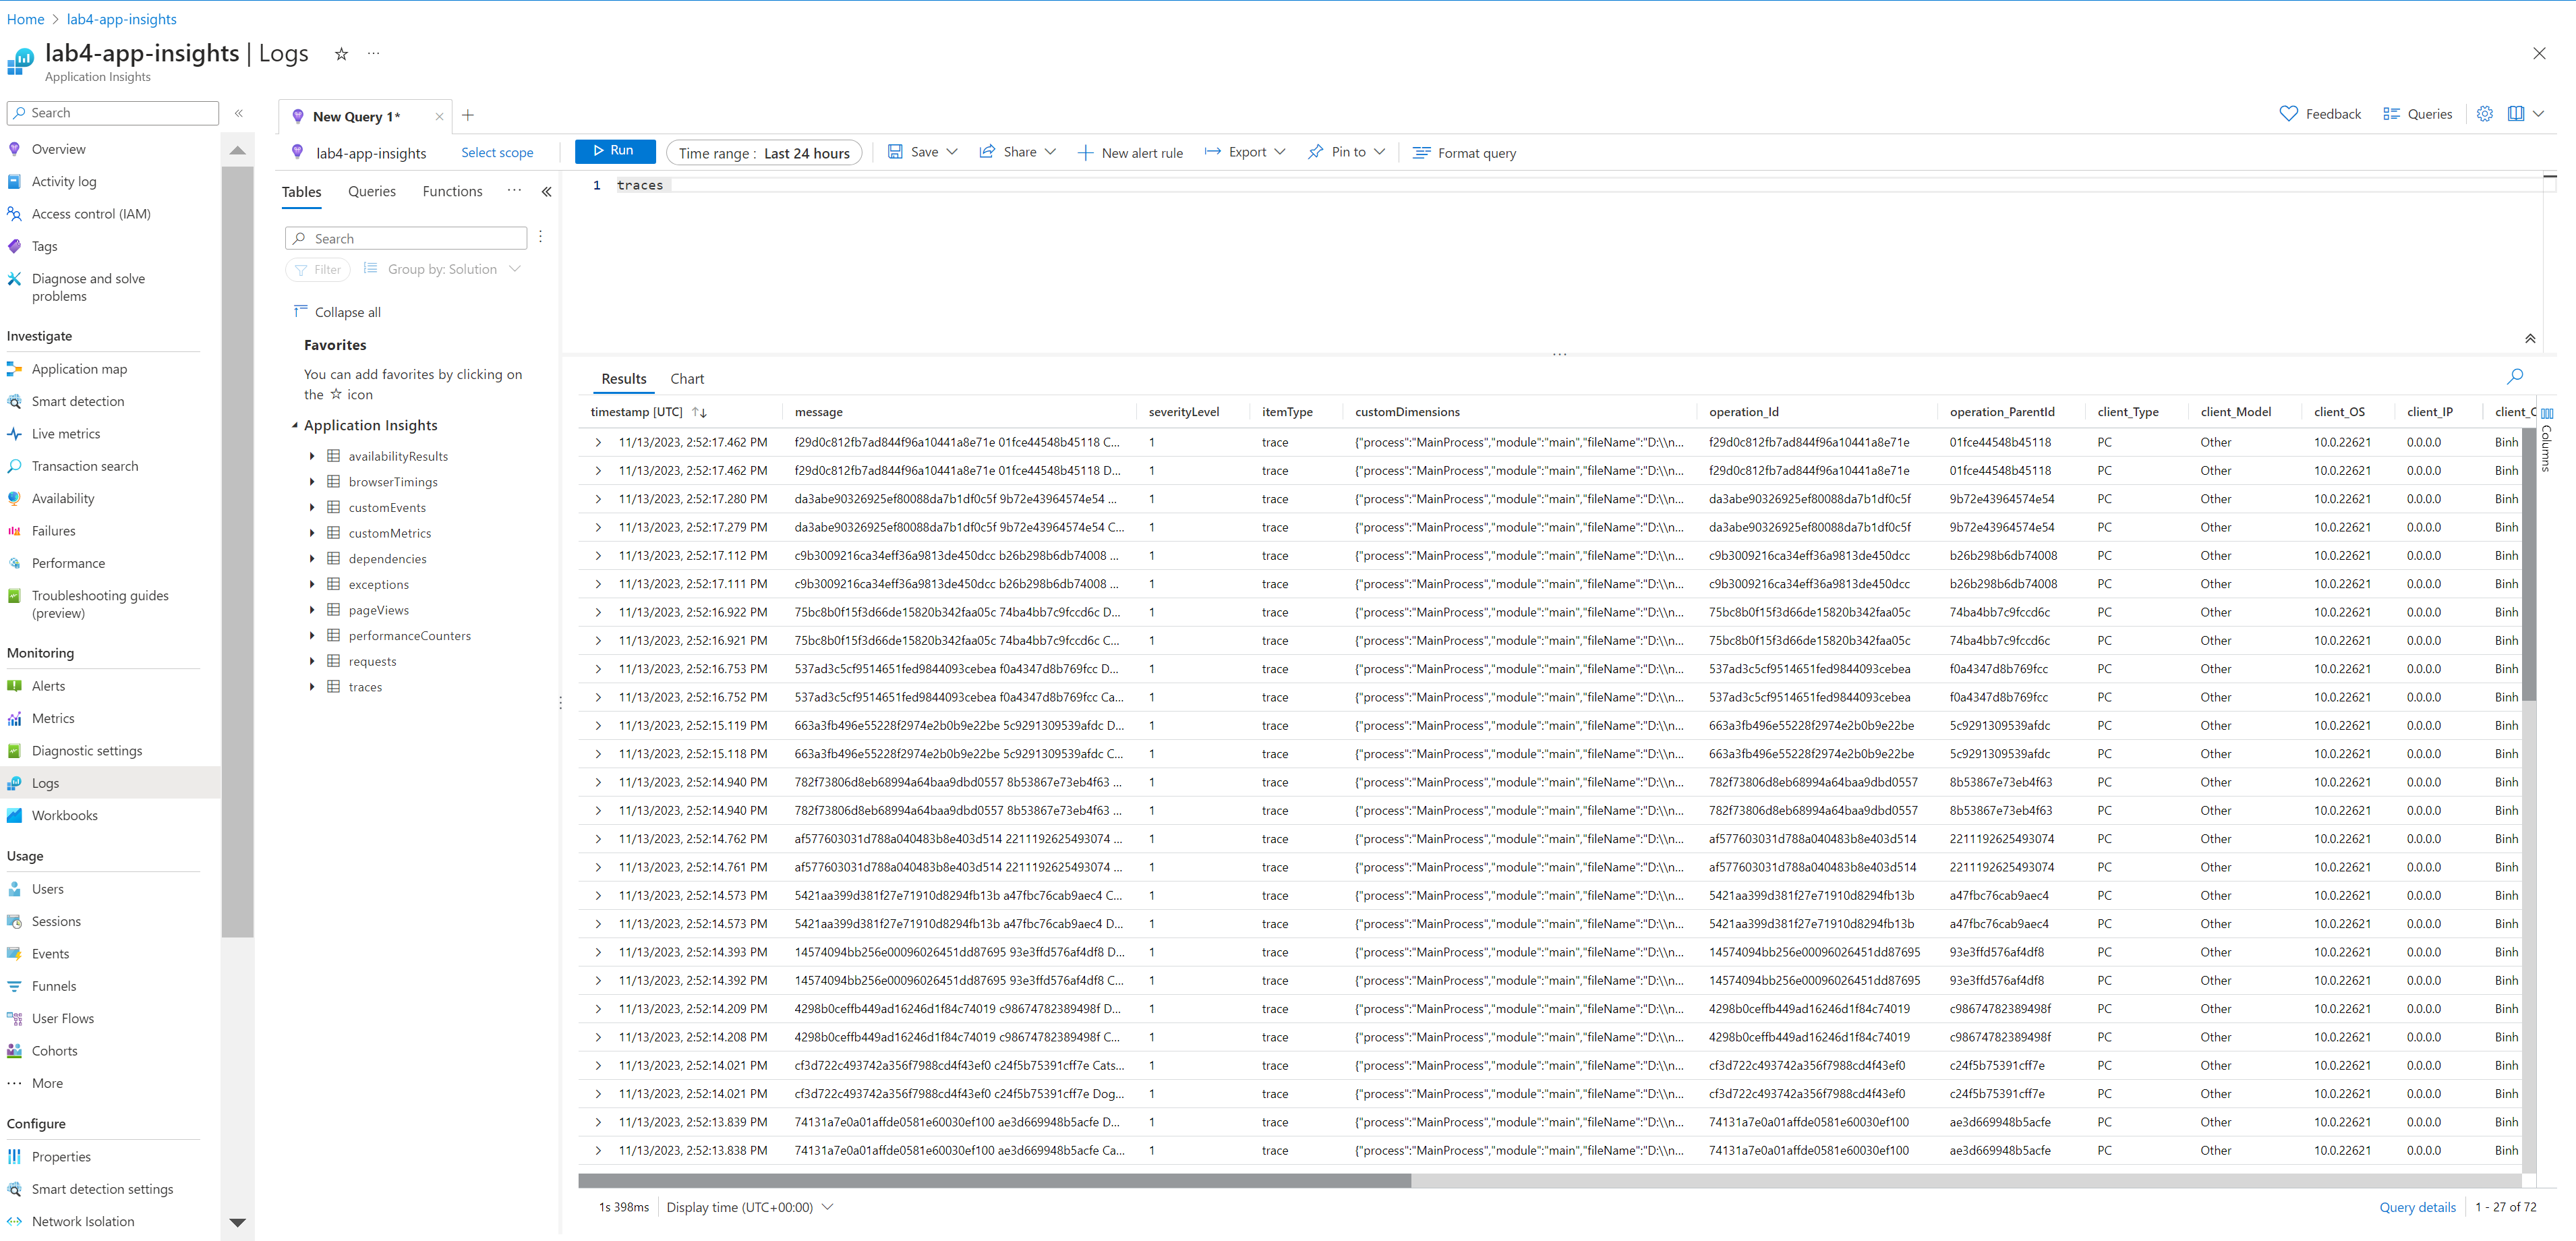 Home > lab4-app-insights
lab4-app-insights | Logs
Application Insights
Search
Overview
Activity log
Access control (IAM)
Tags
Diagnose and solve
problems
Investigate
Application map
Smart detection
Live metrics
Transaction search
Availability
Failures
Performance
Troubleshooting guides
(preview)
Monitoring
Alerts
Metrics
Diagnostic settings
Logs
Workbooks
Usage
Users
Sessions
Events
Funnels
User Flows
Cohorts
More
Configure
Properties
Smart detection settings
Network Isolation
New Query 1*
Feedback Queries
lab4-app-insights Select scope Run Time range : Last 24 hours Save Share New alert rule Export Pin to Format query
Tables Queries Functions
Search
Filter Group by: Solution
Collapse all
Favorites
You can add favorites by clicking on
the ☆ icon
Application Insights
availabilityResults
browserTimings
customEvents
customMetrics
dependencies
exceptions
pageViews
performanceCounters
requests
traces
1 traces
Results Chart
timestamp [UTC] message severityLevel itemType customDimensions operation_Id operation_ParentId client_Type client_Model client_OS client_IP client_C
11/13/2023, 2:52:17.462 PM f29d0c812fb7ad844f96a10441a8e71e 01fce44548b45118 C... 1 trace {"process":"MainProcess","module":"main","fileName":"D:\\n... f29d0c812fb7ad844f96a10441a8e71e 01fce44548b45118 PC Other 10.0.22621 0.0.0.0 Binh
11/13/2023, 2:52:17.462 PM f29d0c812fb7ad844f96a10441a8e71e 01fce44548b45118 D... 1 trace {"process":"MainProcess","module":"main","fileName":"D:\\n... f29d0c812fb7ad844f96a10441a8e71e 01fce44548b45118 PC Other 10.0.22621 0.0.0.0 Binh
11/13/2023, 2:52:17.280 PM da3abe90326925ef80088da7b1df0c5f 9b72e43964574e54 ... 1 trace {"process":"MainProcess","module":"main","fileName":"D:\\n... da3abe90326925ef80088da7b1df0c5f 9b72e43964574e54 PC Other 10.0.22621 0.0.0.0 Binh
11/13/2023, 2:52:17.279 PM da3abe90326925ef80088da7b1df0c5f 9b72e43964574e54 C... 1 trace {"process":"MainProcess","module":"main","fileName":"D:\\n... da3abe90326925ef80088da7b1df0c5f 9b72e43964574e54 PC Other 10.0.22621 0.0.0.0 Binh
11/13/2023, 2:52:17.112 PM c9b3009216ca34eff36a9813de450dcc b26b298b6db74008 ... 1 trace {"process":"MainProcess","module":"main","fileName":"D:\\n... c9b3009216ca34eff36a9813de450dcc b26b298b6db74008 PC Other 10.0.22621 0.0.0.0 Binh
11/13/2023, 2:52:17.111 PM c9b3009216ca34eff36a9813de450dcc b26b298b6db74008 ... 1 trace {"process":"MainProcess","module":"main","fileName":"D:\\n... c9b3009216ca34eff36a9813de450dcc b26b298b6db74008 PC Other 10.0.22621 0.0.0.0 Binh
11/13/2023, 2:52:16.922 PM 75bc8b0f15f3d66de15820b342faa05c 74ba4bb7c9fccd6c D... 1 trace {"process":"MainProcess","module":"main","fileName":"D:\\n... 75bc8b0f15f3d66de15820b342faa05c 74ba4bb7c9fccd6c PC Other 10.0.22621 0.0.0.0 Binh
11/13/2023, 2:52:16.921 PM 75bc8b0f15f3d66de15820b342faa05c 74ba4bb7c9fccd6c C... 1 trace {"process":"MainProcess","module":"main","fileName":"D:\\n... 75bc8b0f15f3d66de15820b342faa05c 74ba4bb7c9fccd6c PC Other 10.0.22621 0.0.0.0 Binh
11/13/2023, 2:52:16.753 PM 537ad3c5cf9514651fed9844093cebea f0a4347d8b769fcc D... 1 trace {"process":"MainProcess","module":"main","fileName":"D:\\n... 537ad3c5cf9514651fed9844093cebea f0a4347d8b769fcc PC Other 10.0.22621 0.0.0.0 Binh
11/13/2023, 2:52:16.752 PM 537ad3c5cf9514651fed9844093cebea f0a4347d8b769fcc Ca... 1 trace {"process":"MainProcess","module":"main","fileName":"D:\\n... 537ad3c5cf9514651fed9844093cebea f0a4347d8b769fcc PC Other 10.0.22621 0.0.0.0 Binh
11/13/2023, 2:52:15.119 PM 663a3fb496e55228f2974e2b0b9e22be 5c9291309539afdc D... 1 trace {"process":"MainProcess","module":"main","fileName":"D:\\n... 663a3fb496e55228f2974e2b0b9e22be 5c9291309539afdc PC Other 10.0.22621 0.0.0.0 Binh
11/13/2023, 2:52:15.118 PM 663a3fb496e55228f2974e2b0b9e22be 5c9291309539afdc C... 1 trace {"process":"MainProcess","module":"main","fileName":"D:\\n... 663a3fb496e55228f2974e2b0b9e22be 5c9291309539afdc PC Other 10.0.22621 0.0.0.0 Binh
11/13/2023, 2:52:14.940 PM 782f73806d8eb68994a64baa9dbd0557 8b53867e73eb4f63 ... 1 trace {"process":"MainProcess","module":"main","fileName":"D:\\n... 782f73806d8eb68994a64baa9dbd0557 8b53867e73eb4f63 PC Other 10.0.22621 0.0.0.0 Binh
11/13/2023, 2:52:14.940 PM 782f73806d8eb68994a64baa9dbd0557 8b53867e73eb4f63 ... 1 trace {"process":"MainProcess","module":"main","fileName":"D:\\n... 782f73806d8eb68994a64baa9dbd0557 8b53867e73eb4f63 PC Other 10.0.22621 0.0.0.0 Binh
11/13/2023, 2:52:14.762 PM af577603031d788a040483b8e403d514 2211192625493074 ... 1 trace {"process":"MainProcess","module":"main","fileName":"D:\\n... af577603031d788a040483b8e403d514 2211192625493074 PC Other 10.0.22621 0.0.0.0 Binh
11/13/2023, 2:52:14.761 PM af577603031d788a040483b8e403d514 2211192625493074 ... 1 trace {"process":"MainProcess","module":"main","fileName":"D:\\n... af577603031d788a040483b8e403d514 2211192625493074 PC Other 10.0.22621 0.0.0.0 Binh
11/13/2023, 2:52:14.573 PM 5421aa399d381f27e71910d8294fb13b a47fbc76cab9aec4 C... 1 trace {"process":"MainProcess","module":"main","fileName":"D:\\n... 5421aa399d381f27e71910d8294fb13b a47fbc76cab9aec4 PC Other 10.0.22621 0.0.0.0 Binh
11/13/2023, 2:52:14.573 PM 5421aa399d381f27e71910d8294fb13b a47fbc76cab9aec4 D... 1 trace {"process":"MainProcess","module":"main","fileName":"D:\\n... 5421aa399d381f27e71910d8294fb13b a47fbc76cab9aec4 PC Other 10.0.22621 0.0.0.0 Binh
11/13/2023, 2:52:14.393 PM 14574094bb256e00096026451dd87695 93e3ffd576af4df8 D... 1 trace {"process":"MainProcess","module":"main","fileName":"D:\\n... 14574094bb256e00096026451dd87695 93e3ffd576af4df8 PC Other 10.0.22621 0.0.0.0 Binh
11/13/2023, 2:52:14.392 PM 14574094bb256e00096026451dd87695 93e3ffd576af4df8 C... 1 trace {"process":"MainProcess","module":"main","fileName":"D:\\n... 14574094bb256e00096026451dd87695 93e3ffd576af4df8 PC Other 10.0.22621 0.0.0.0 Binh
11/13/2023, 2:52:14.209 PM 4298b0ceffb449ad16246d1f84c74019 c98674782389498f D... 1 trace {"process":"MainProcess","module":"main","fileName":"D:\\n... 4298b0ceffb449ad16246d1f84c74019 c98674782389498f PC Other 10.0.22621 0.0.0.0 Binh
11/13/2023, 2:52:14.208 PM 4298b0ceffb449ad16246d1f84c74019 c98674782389498f C... 1 trace {"process":"MainProcess","module":"main","fileName":"D:\\n... 4298b0ceffb449ad16246d1f84c74019 c98674782389498f PC Other 10.0.22621 0.0.0.0 Binh
11/13/2023, 2:52:14.021 PM cf3d722c493742a356f7988cd4f43ef0 c24f5b75391cff7e Cats... 1 trace {"process":"MainProcess","module":"main","fileName":"D:\\n... cf3d722c493742a356f7988cd4f43ef0 c24f5b75391cff7e PC Other 10.0.22621 0.0.0.0 Binh
11/13/2023, 2:52:14.021 PM cf3d722c493742a356f7988cd4f43ef0 c24f5b75391cff7e Dog... 1 trace {"process":"MainProcess","module":"main","fileName":"D:\\n... cf3d722c493742a356f7988cd4f43ef0 c24f5b75391cff7e PC Other 10.0.22621 0.0.0.0 Binh
11/13/2023, 2:52:13.839 PM 74131a7e0a01affde0581e60030ef100 ae3d669948b5acfe D... 1 trace {"process":"MainProcess","module":"main","fileName":"D:\\n... 74131a7e0a01affde0581e60030ef100 ae3d669948b5acfe PC Other 10.0.22621 0.0.0.0 Binh
11/13/2023, 2:52:13.838 PM 74131a7e0a01affde0581e60030ef100 ae3d669948b5acfe Ca... 1 trace {"process":"MainProcess","module":"main","fileName":"D:\\n... 74131a7e0a01affde0581e60030ef100 ae3d669948b5acfe PC Other 10.0.22621 0.0.0.0 Binh
Columns
1s 398ms Display time (UTC+00:00) Query details 1 - 27 of 72